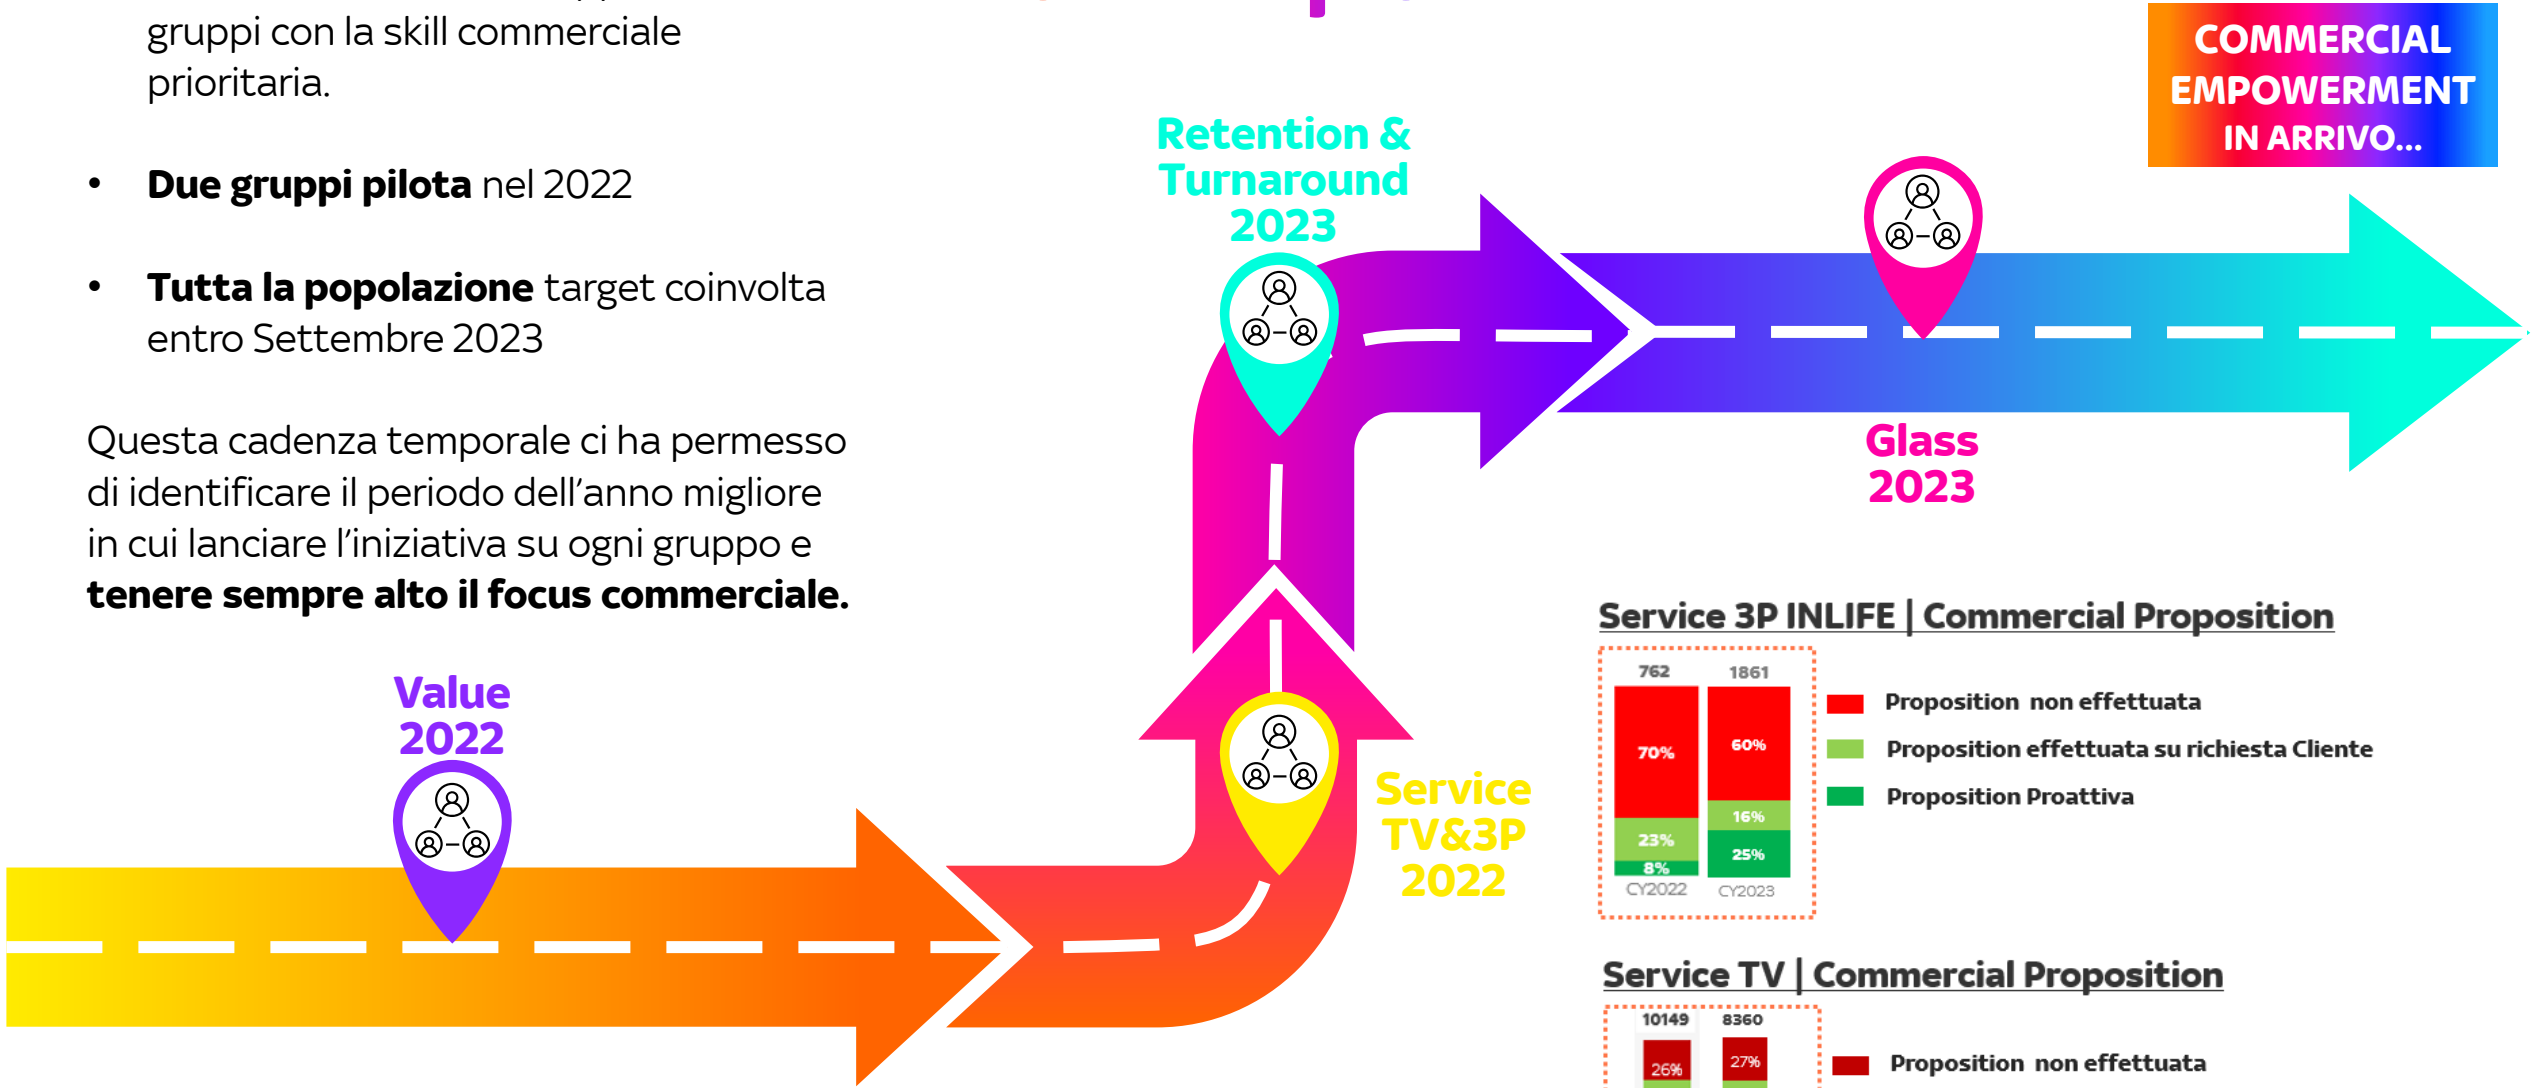 gruppi con la skill commerciale
prioritaria.
• Due gruppi pilota nel 2022
• Tutta la popolazione target coinvolta
entro Settembre 2023
Questa cadenza temporale ci ha permesso
di identificare il periodo dell’anno migliore
in cui lanciare l’iniziativa su ogni gruppo e
tenere sempre alto il focus commerciale.
COMMERCIAL
EMPOWERMENT
IN ARRIVO...
Retention &
Turnaround
2023
Glass
2023
Value
2022
Service
TV&3P
2022
Service 3P INLIFE | Commercial Proposition
762 1861
70% 60%
23% 16%
8% 25%
CY2022 CY2023
Proposition non effettuata
Proposition effettuata su richiesta Cliente
Proposition Proattiva
Service TV | Commercial Proposition
10149 8360
26% 27%
Proposition non effettuata